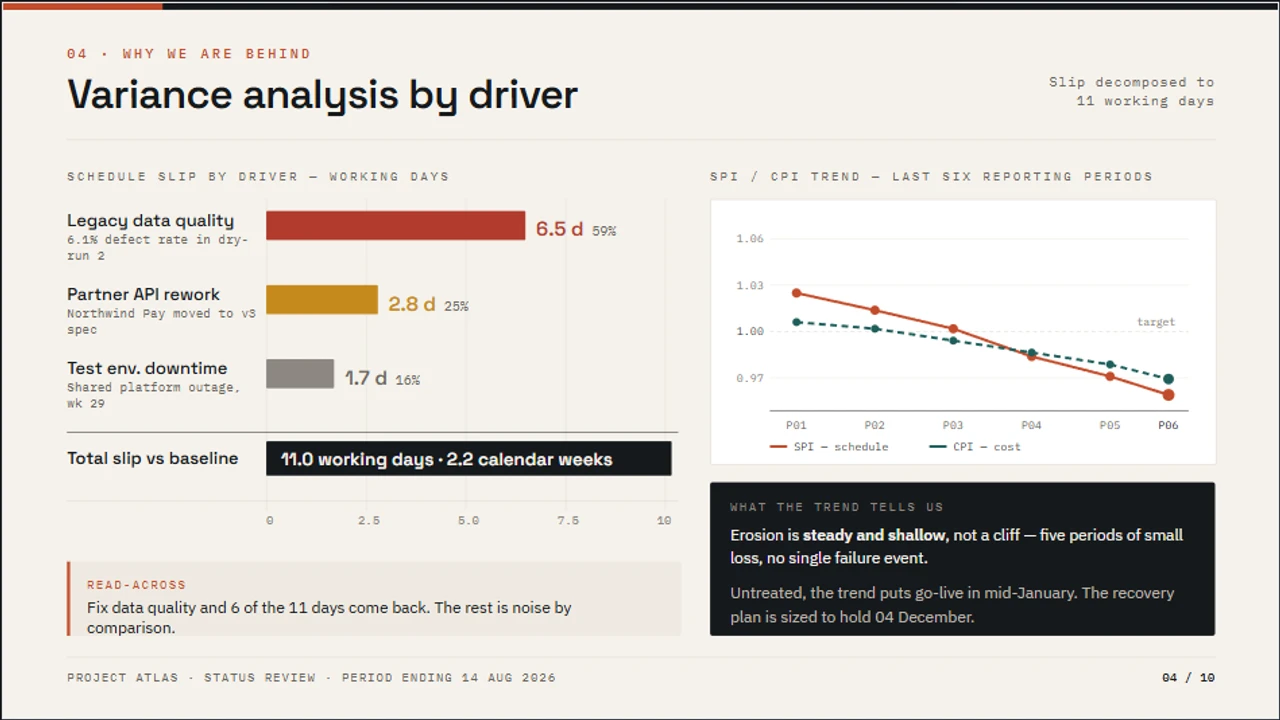 04 · WHY WE ARE BEHIND
Variance analysis by driver
Slip decomposed to
11 working days
SCHEDULE SLIP BY DRIVER — WORKING DAYS
Legacy data quality
6.1% defect rate in dry-
run 2
6.5 d 59%
Partner API rework
Northwind Pay moved to v3
spec
2.8 d 25%
Test env. downtime
Shared platform outage,
wk 29
1.7 d 16%
Total slip vs baseline
11.0 working days · 2.2 calendar weeks
0 2.5 5.0 7.5 10
READ-ACROSS
Fix data quality and 6 of the 11 days come back. The rest is noise by
comparison.
SPI / CPI TREND — LAST SIX REPORTING PERIODS
1.06
1.03
1.00
target
0.97
P01 P02 P03 P04 P05 P06
SPI — schedule CPI — cost
WHAT THE TREND TELLS US
Erosion is steady and shallow, not a cliff — five periods of small
loss, no single failure event.
Untreated, the trend puts go-live in mid-January. The recovery
plan is sized to hold 04 December.
PROJECT ATLAS · STATUS REVIEW · PERIOD ENDING 14 AUG 2026
04 / 10